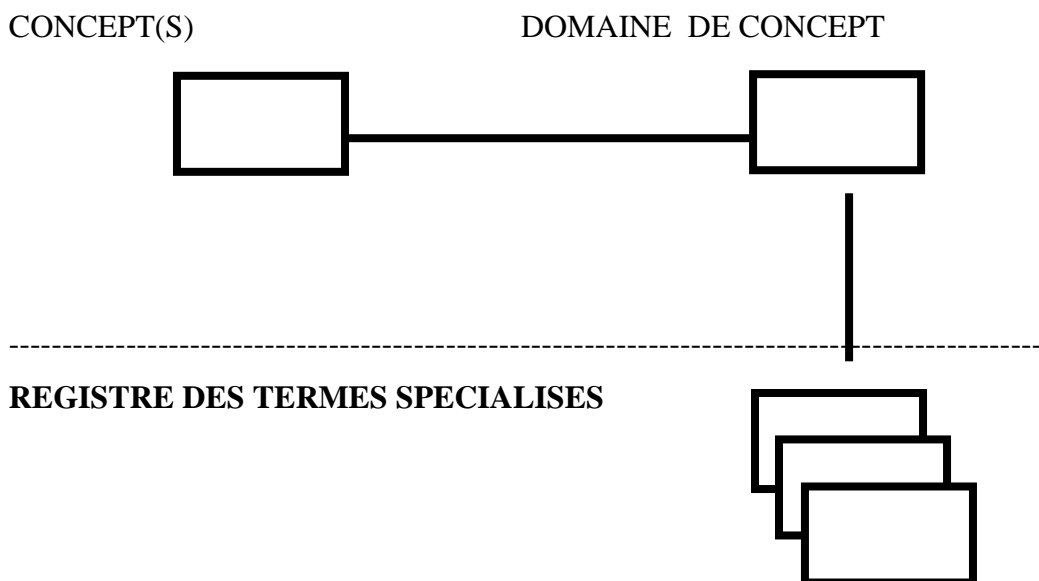 CONCEPT(S) DOMAINE DE CONCEPT
REGISTRE DES TERMES SPECIALISES